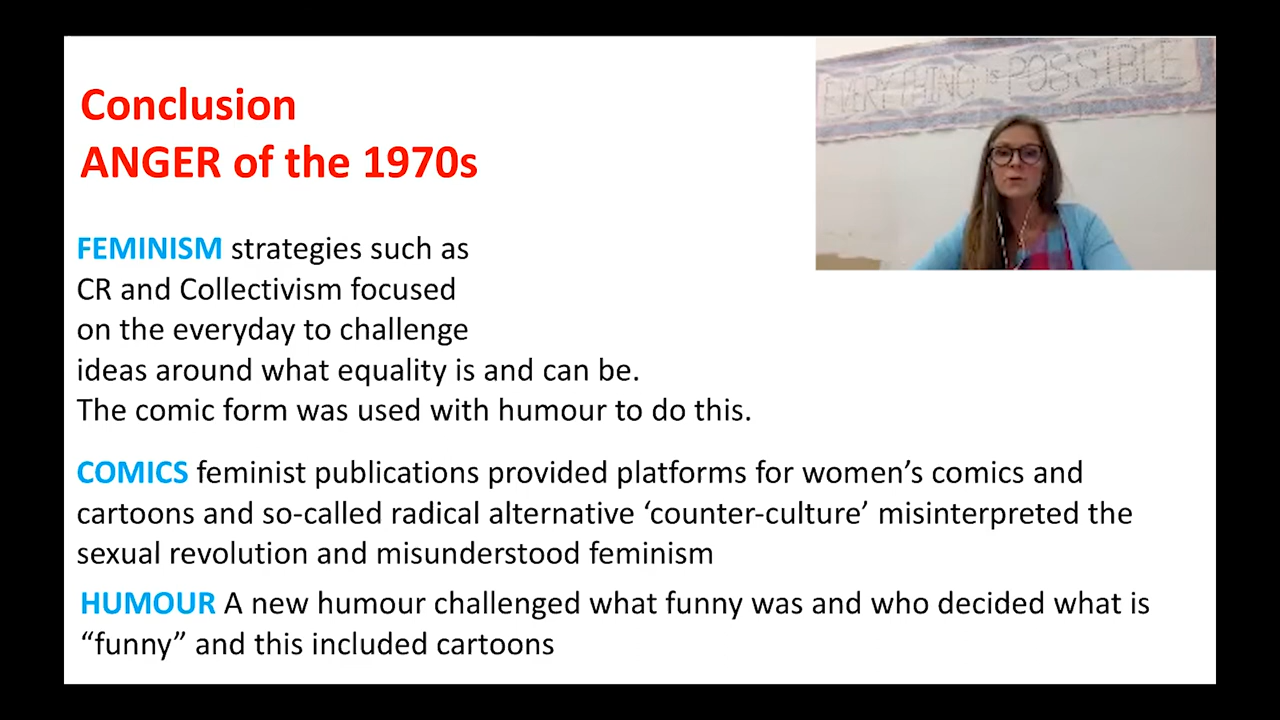 Conclusion
ANGER of the 1970s
FEMINISM strategies such as
CR and Collectivism focused
on the everyday to challenge
ideas around what equality is and can be.
The comic form was used with humour to do this.
COMICS feminist publications provided platforms for women’s comics and
cartoons and so-called radical alternative ‘counter-culture’ misinterpreted the
sexual revolution and misunderstood feminism
HUMOUR A new humour challenged what funny was and who decided what is
“funny” and this included cartoons
EVERYTHING is POSSIBLE